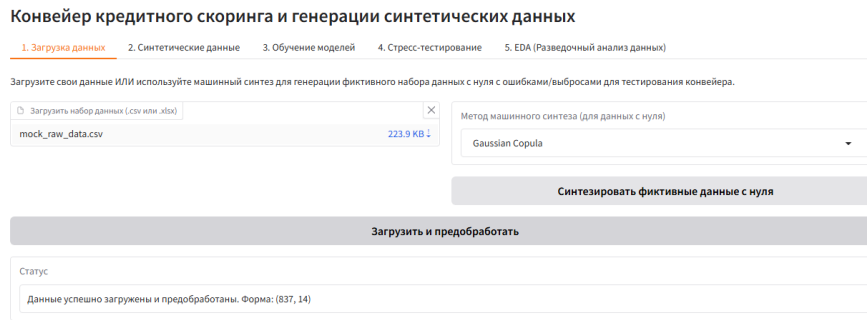 Конвейер кредитного скоринга и генерации синтетических данных
1. Загрузка данных 2. Синтетические данные 3. Обучение моделей 4. Стресс-тестирование 5. EDA (Разведочный анализ данных)
Загрузите свои данные ИЛИ используйте машинный синтез для генерации фиктивного набора данных с нуля с ошибками/выбросами для тестирования конвейера.
Загрузить набор данных (.csv или .xlsx)
mock_raw_data.csv 223.9 KB ↓
Метод машинного синтеза (для данных с нуля)
Gaussian Copula
Синтезировать фиктивные данные с нуля
Загрузить и предобработать
Статус
Данные успешно загружены и предобработаны. Форма: (837, 14)